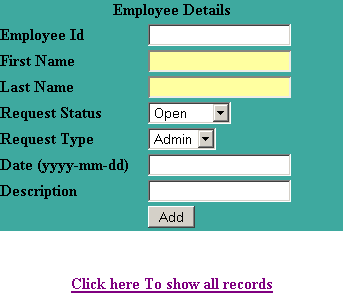 Employee Details
Employee Id
First Name
Last Name
Request Status Open
Request Type Admin
Date (yyyy-mm-dd)
Description
Add
Click here To show all records